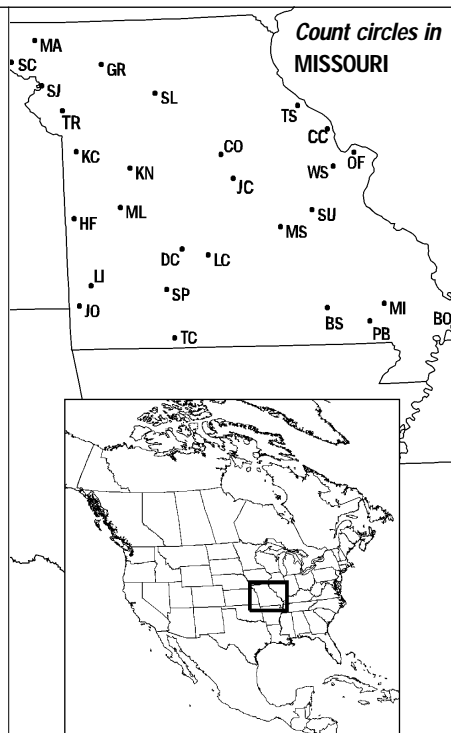 Count circles in
MISSOURI
MA
SC
GR
SJ
SL
TR
TS
CC
KC
CO
OF
WS
KN
JC
ML
SU
HF
MS
DC
LC
LI
SP
JO
MI
BS
PB
BO
TC